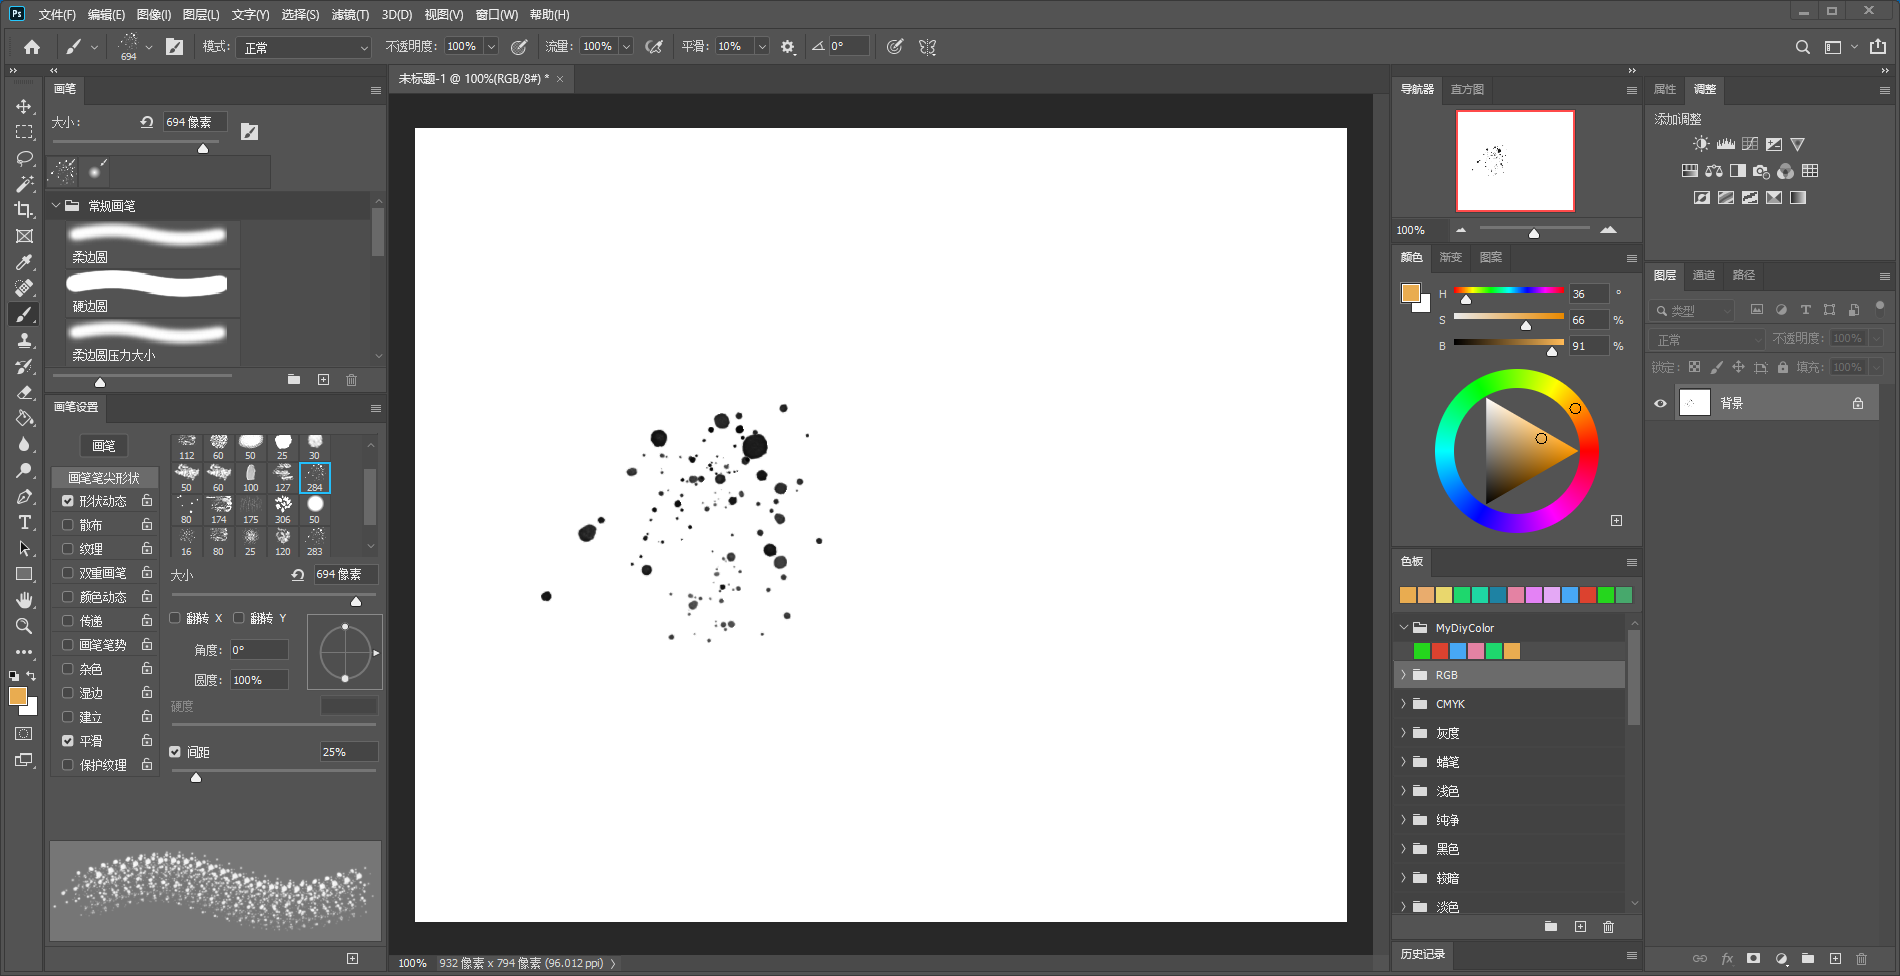 Ps 文件(F) 编辑(E) 图像(I) 图层(L) 文字(Y) 选择(S) 滤镜(T) 3D(D) 视图(V) 窗口(W) 帮助(H)
694 模式: 正常 不透明度: 100% 流量: 100% 平滑: 10% 0°
画笔
大小: 694 像素
常规画笔
柔边圆
硬边圆
柔边圆压力大小
画笔设置
画笔
画笔笔尖形状
形状动态
散布
纹理
双重画笔
颜色动态
传递
画笔笔势
杂色
湿边
建立
平滑
保护纹理
112 60 50 25 30
50 60 100 127 284
80 174 175 306 50
16 80 25 120 283
大小 694 像素
翻转 X 翻转 Y
角度: 0°
圆度: 100%
硬度
间距 25%
未标题-1 @ 100%(RGB/8#) * ×
100% 932 像素 x 794 像素 (96.012 ppi)
导航器 直方图
100%
颜色 渐变 图案
H 36 °
S 66 %
B 91 %
色板
MyDiyColor
RGB
CMYK
灰度
蜡笔
浅色
纯净
黑色
较暗
淡色
历史记录
属性 调整
添加调整
图层 通道 路径
类型
正常 不透明度: 100%
锁定: 填充: 100%
背景
fx